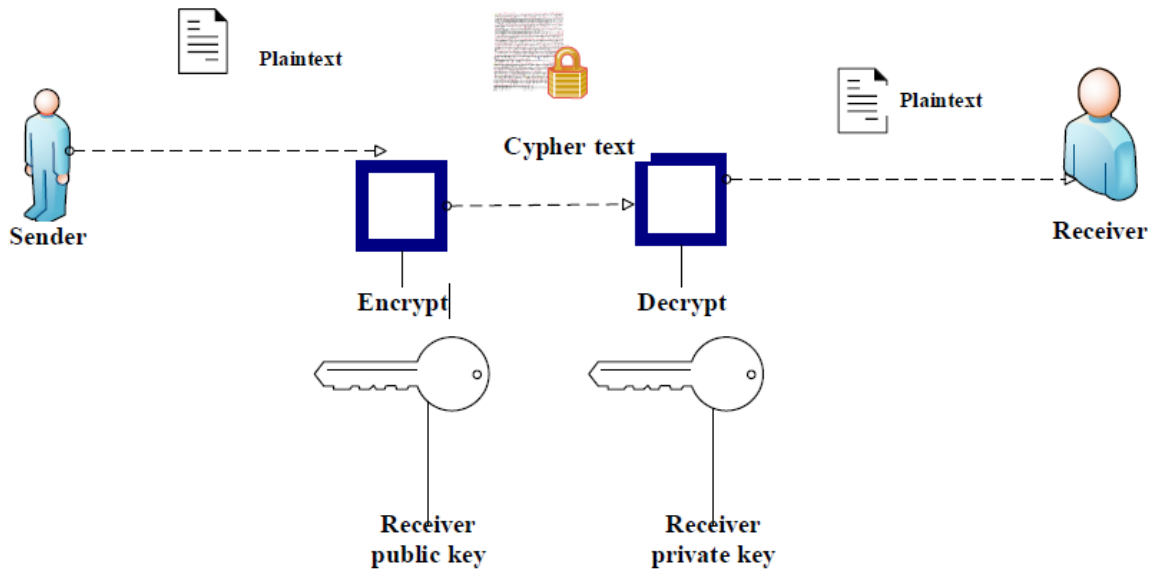 Plaintext
Plaintext
Cypher text
Sender
Receiver
Encrypt
Decrypt
Receiver
public key
Receiver
private key